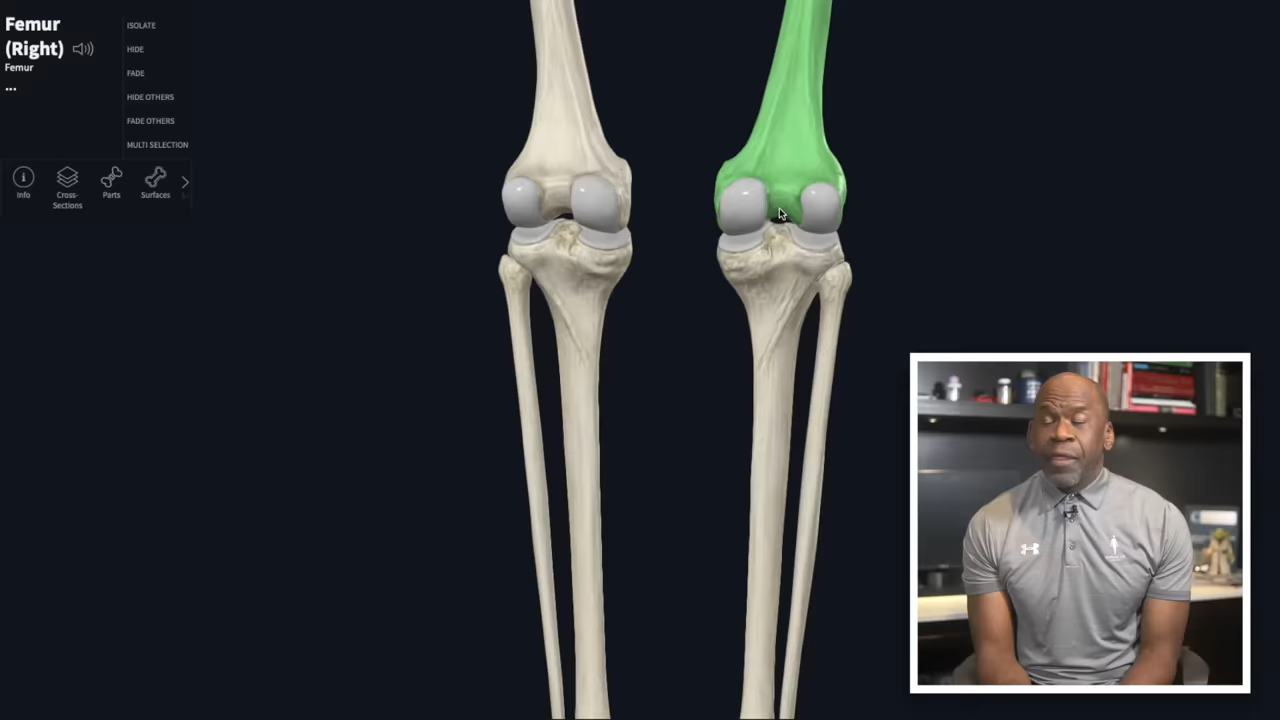 Femur
(Right)
Femur
...
ISOLATE
HIDE
FADE
HIDE OTHERS
FADE OTHERS
MULTI SELECTION
Info
Cross-
Sections
Parts
Surfaces